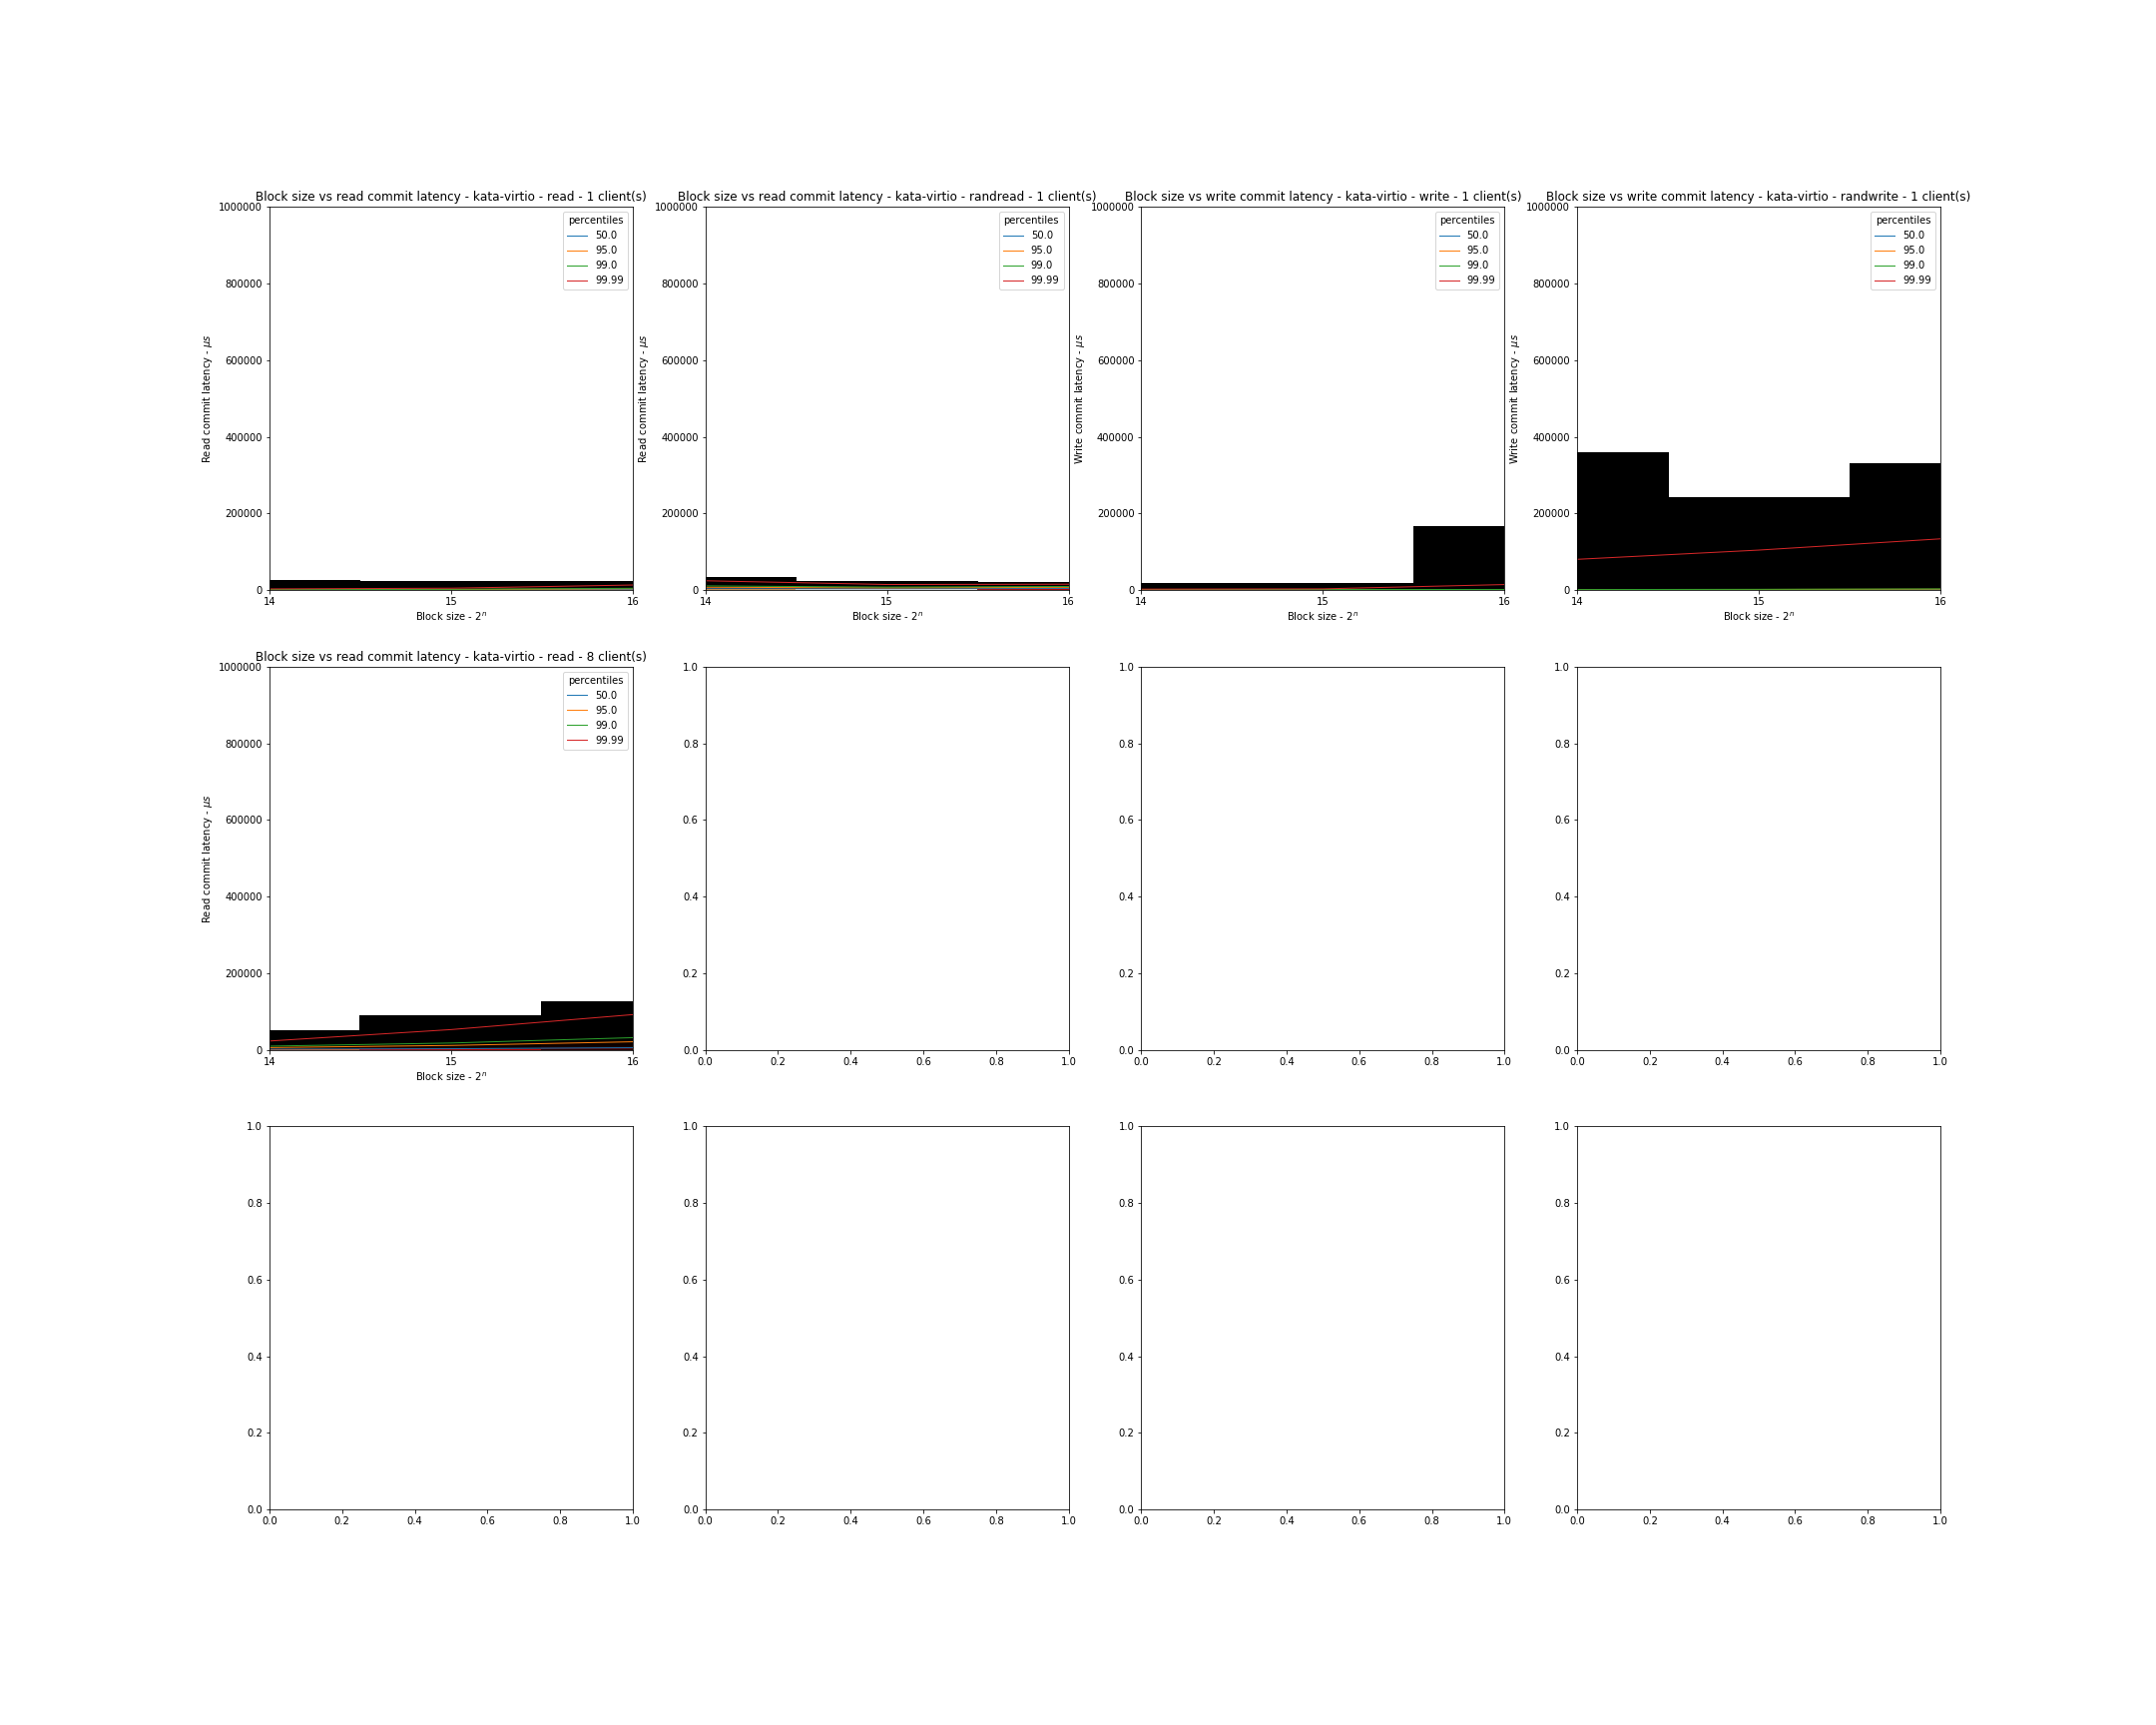 Block size vs read commit latency - kata-virtio - read - 1 client(s)
1000000
800000
600000
400000
200000
0
Read commit latency - μs
percentiles
50.0
95.0
99.0
99.99
14 15 16
Block size - 2ⁿ
Block size vs read commit latency - kata-virtio - randread - 1 client(s)
1000000
800000
600000
400000
200000
0
Read commit latency - μs
percentiles
50.0
95.0
99.0
99.99
14 15 16
Block size - 2ⁿ
Block size vs write commit latency - kata-virtio - write - 1 client(s)
1000000
800000
600000
400000
200000
0
Write commit latency - μs
percentiles
50.0
95.0
99.0
99.99
14 15 16
Block size - 2ⁿ
Block size vs write commit latency - kata-virtio - randwrite - 1 client(s)
1000000
800000
600000
400000
200000
0
Write commit latency - μs
percentiles
50.0
95.0
99.0
99.99
14 15 16
Block size - 2ⁿ
Block size vs read commit latency - kata-virtio - read - 8 client(s)
1000000
800000
600000
400000
200000
0
Read commit latency - μs
percentiles
50.0
95.0
99.0
99.99
14 15 16
Block size - 2ⁿ
1.0
0.8
0.6
0.4
0.2
0.0
0.0 0.2 0.4 0.6 0.8 1.0
1.0
0.8
0.6
0.4
0.2
0.0
0.0 0.2 0.4 0.6 0.8 1.0
1.0
0.8
0.6
0.4
0.2
0.0
0.0 0.2 0.4 0.6 0.8 1.0
1.0
0.8
0.6
0.4
0.2
0.0
0.0 0.2 0.4 0.6 0.8 1.0
1.0
0.8
0.6
0.4
0.2
0.0
0.0 0.2 0.4 0.6 0.8 1.0
1.0
0.8
0.6
0.4
0.2
0.0
0.0 0.2 0.4 0.6 0.8 1.0
1.0
0.8
0.6
0.4
0.2
0.0
0.0 0.2 0.4 0.6 0.8 1.0